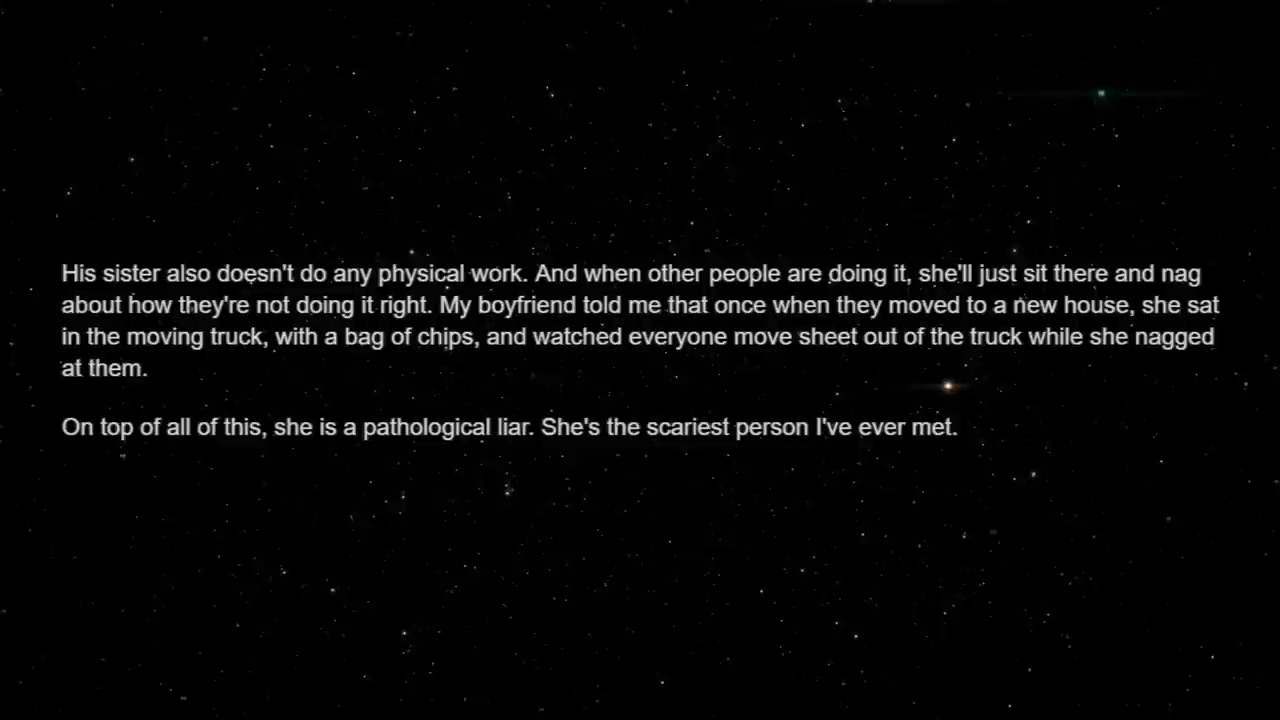 His sister also doesn't do any physical work. And when other people are doing it, she'll just sit there and nag
about how they're not doing it right. My boyfriend told me that once when they moved to a new house, she sat
in the moving truck, with a bag of chips, and watched everyone move sheet out of the truck while she nagged
at them.
On top of all of this, she is a pathological liar. She's the scariest person I've ever met.